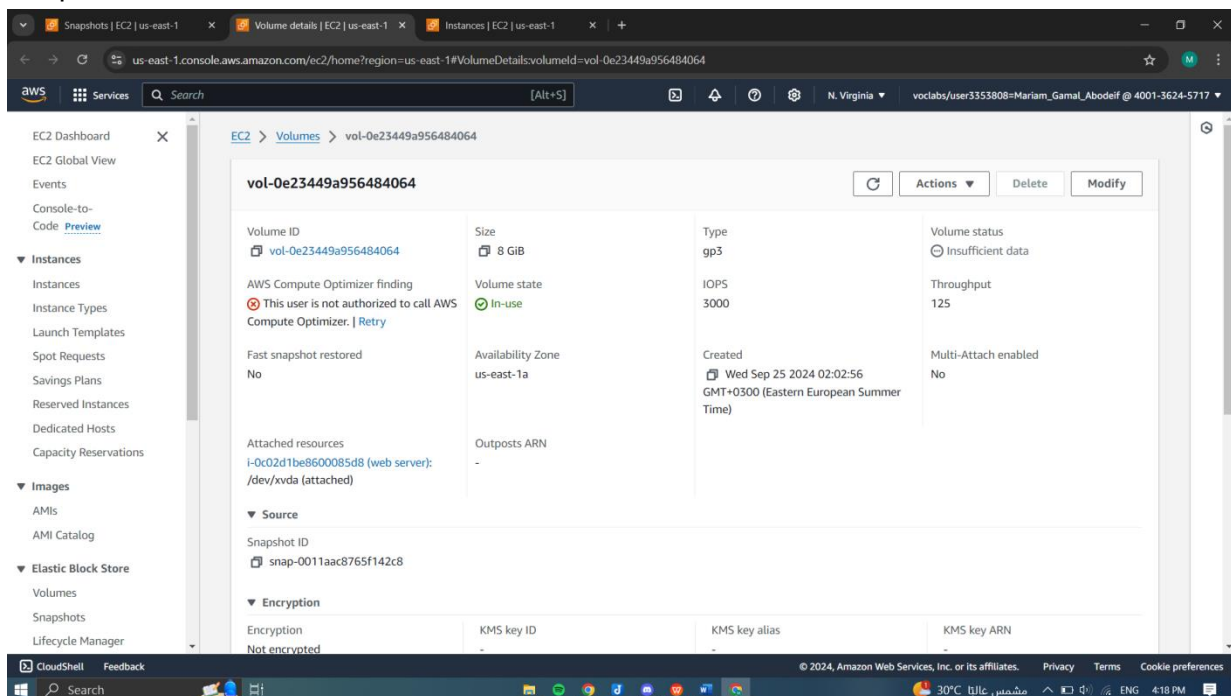 Snapshots | EC2 | us-east-1
Volume details | EC2 | us-east-1
Instances | EC2 | us-east-1
us-east-1.console.aws.amazon.com/ec2/home?region=us-east-1#VolumeDetails:volumeId=vol-0e23449a956484064
M
aws
Services
Search
[Alt+S]
N. Virginia
voclabs/user3353808=Mariam_Gamal_Abodeif @ 4001-3624-5717
EC2 Dashboard
EC2 Global View
Events
Console-to-
Code Preview
Instances
Instances
Instance Types
Launch Templates
Spot Requests
Savings Plans
Reserved Instances
Dedicated Hosts
Capacity Reservations
Images
AMIs
AMI Catalog
Elastic Block Store
Volumes
Snapshots
Lifecycle Manager
EC2 > Volumes > vol-0e23449a956484064
vol-0e23449a956484064
Actions
Delete
Modify
Volume ID
vol-0e23449a956484064
Size
8 GiB
Type
gp3
Volume status
Insufficient data
AWS Compute Optimizer finding
This user is not authorized to call AWS
Compute Optimizer. | Retry
Volume state
In-use
IOPS
3000
Throughput
125
Fast snapshot restored
No
Availability Zone
us-east-1a
Created
Wed Sep 25 2024 02:02:56
GMT+0300 (Eastern European Summer
Time)
Multi-Attach enabled
No
Attached resources
i-0c02d1be8600085d8 (web server):
/dev/xvda (attached)
Outposts ARN
-
Source
Snapshot ID
snap-0011aac8765f142c8
Encryption
Encryption
Not encrypted
KMS key ID
-
KMS key alias
-
KMS key ARN
-
CloudShell
Feedback
© 2024, Amazon Web Services, Inc. or its affiliates.
Privacy
Terms
Cookie preferences
Search
30°C مشمس غالبًا
ENG
4:18 PM